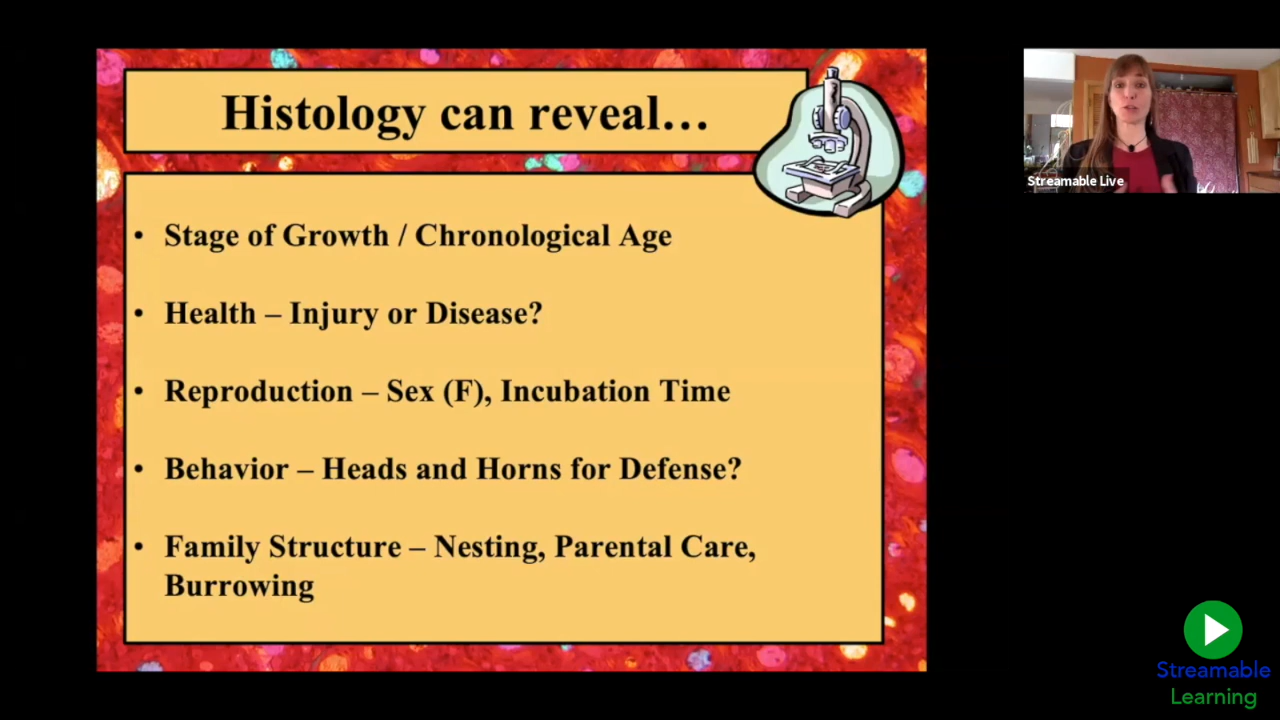 Histology can reveal…
• Stage of Growth / Chronological Age
• Health – Injury or Disease?
• Reproduction – Sex (F), Incubation Time
• Behavior – Heads and Horns for Defense?
• Family Structure – Nesting, Parental Care,
Burrowing
Streamable Live
Streamable
Learning